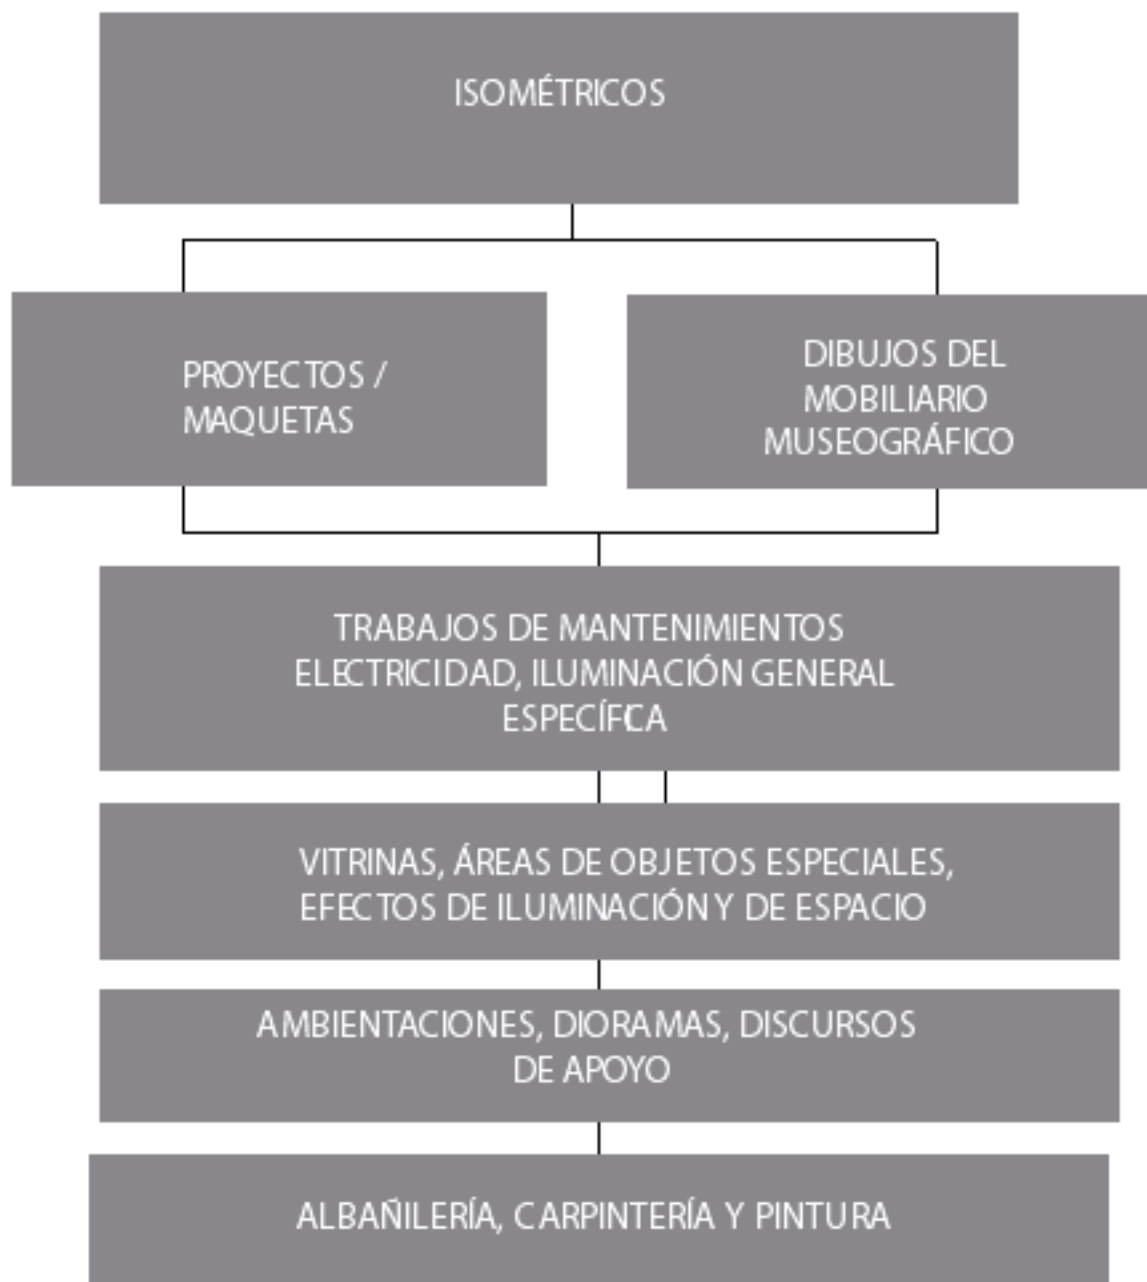 ISOMÉTRICOS
PROYECTOS /
MAQUETAS
DIBUJOS DEL
MOBILIARIO
MUSEOGRÁFICO
TRABAJOS DE MANTENIMIENTOS
ELECTRICIDAD, ILUMINACIÓN GENERAL
ESPECÍFICA
VITRINAS, ÁREAS DE OBJETOS ESPECIALES,
EFECTOS DE ILUMINACIÓN Y DE ESPACIO
AMBIENTACIONES, DIORAMAS, DISCURSOS
DE APOYO
ALBAÑILERÍA, CARPINTERÍA Y PINTURA